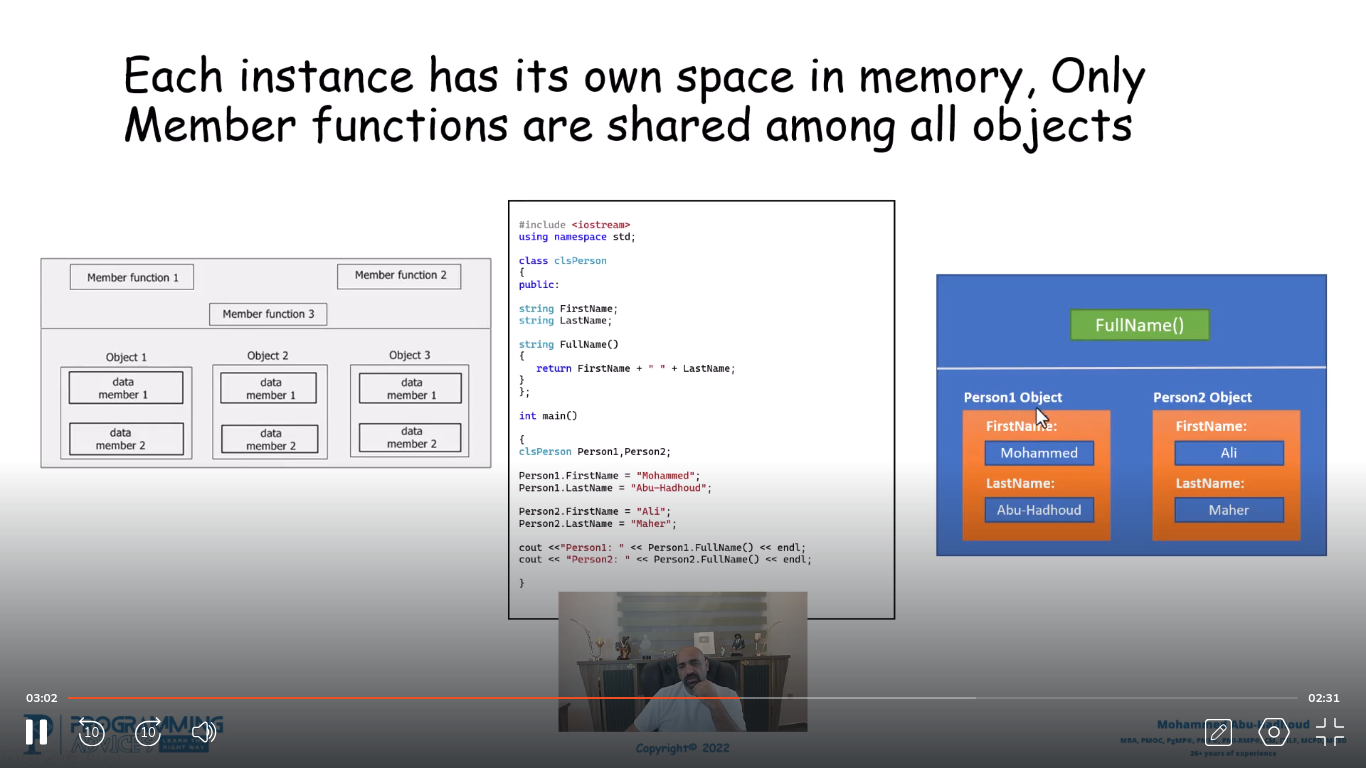 Each instance has its own space in memory, Only
Member functions are shared among all objects
Member function 1
Member function 2
Member function 3
Object 1
Object 2
Object 3
data
member 1
data
member 1
data
member 1
data
member 2
data
member 2
data
member 2
#include <iostream>
using namespace std;
class clsPerson
{
public:
string FirstName;
string LastName;
string FullName()
{
return FirstName + " " + LastName;
}
};
int main()
{
clsPerson Person1,Person2;
Person1.FirstName = "Mohammed";
Person1.LastName = "Abu-Hadhoud";
Person2.FirstName = "Ali";
Person2.LastName = "Maher";
cout <<"Person1: " << Person1.FullName() << endl;
cout << "Person2: " << Person2.FullName() << endl;
}
FullName()
Person1 Object
Person2 Object
FirstName:
Mohammed
LastName:
Abu-Hadhoud
FirstName:
Ali
LastName:
Maher
03:02
02:31
10
10
PROGRAMMING
ADVICES
RIGHT WAY
Copyright© 2022
26+ years of experience